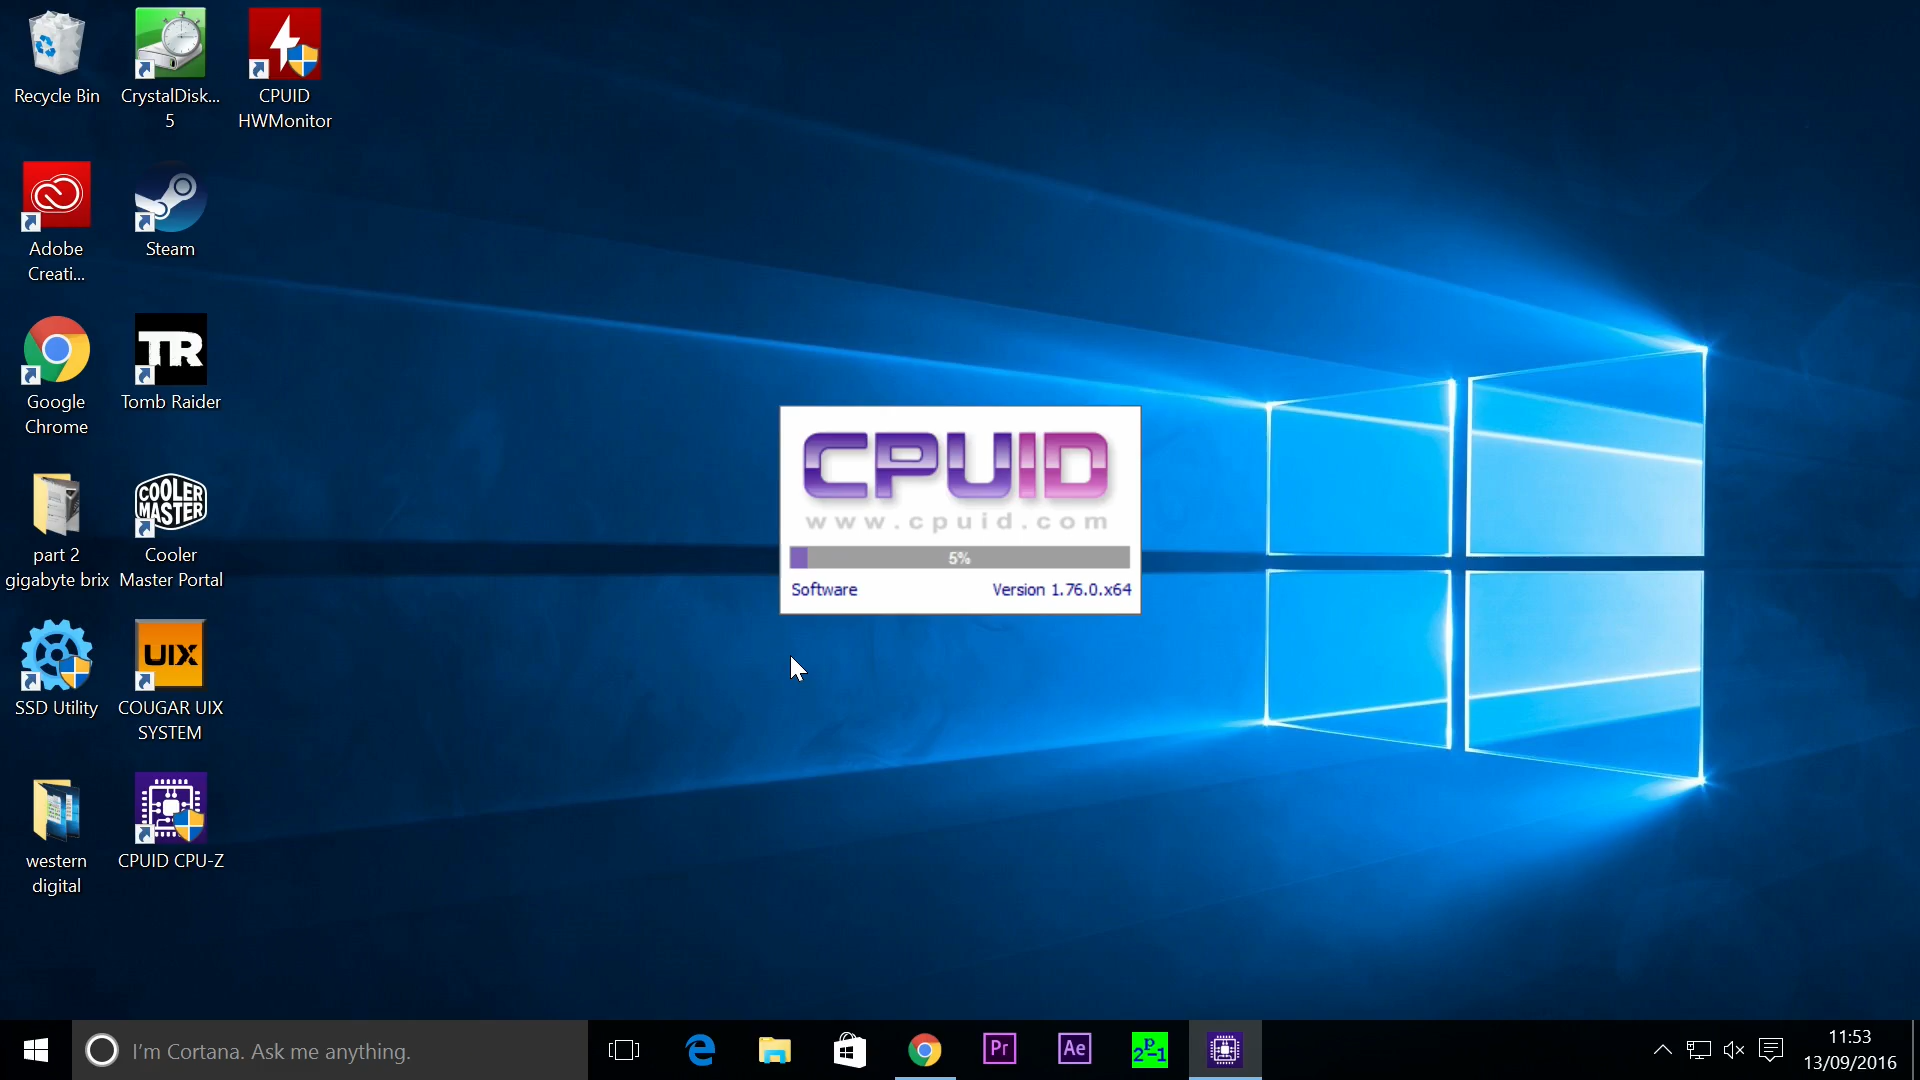 Recycle Bin
CrystalDisk...
5
CPUID
HWMonitor
Adobe
Creati...
Steam
Google
Chrome
TR
Tomb Raider
COOLER
MASTER
part 2
gigabyte brix
Cooler
Master Portal
SSD Utility
UIX
COUGAR UIX
SYSTEM
western
digital
CPUID CPU-Z
CPUID
www.cpuid.com
5%
Software
Version 1.76.0.x64
I'm Cortana. Ask me anything.
Pr
Ae
2P-1
11:53
13/09/2016